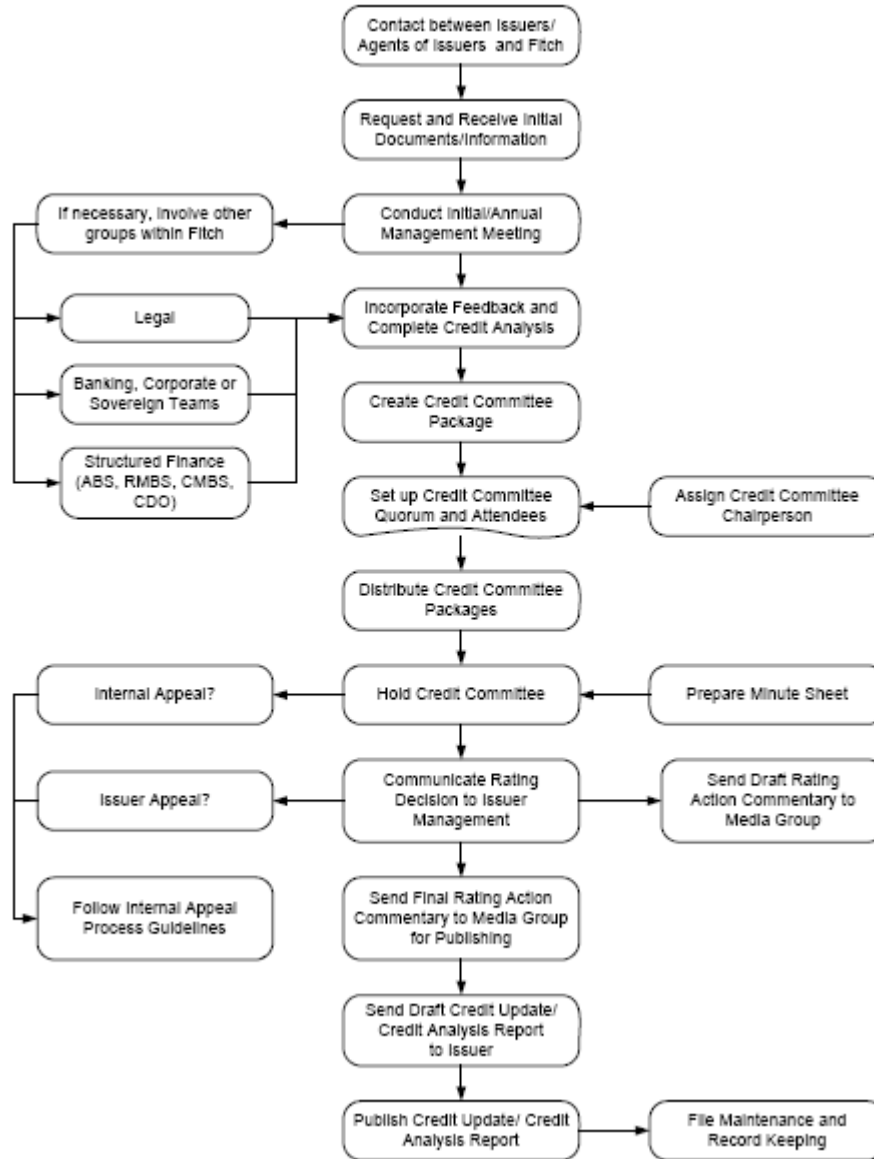 Contact between Issuers/
Agents of Issuers and Fitch
Request and Receive Initial
Documents/Information
If necessary, Involve other
groups within Fitch
Conduct Initial/Annual
Management Meeting
Legal
Incorporate Feedback and
Complete Credit Analysis
Banking, Corporate or
Sovereign Teams
Create Credit Committee
Package
Structured Finance
(ABS, RMBS, CMBS,
CDO)
Set up Credit Committee
Quorum and Attendees
Assign Credit Committee
Chairperson
Distribute Credit Committee
Packages
Internal Appeal?
Hold Credit Committee
Prepare Minute Sheet
Issuer Appeal?
Communicate Rating
Decision to Issuer
Management
Send Draft Rating
Action Commentary to
Media Group
Follow Internal Appeal
Process Guidelines
Send Final Rating Action
Commentary to Media Group
for Publishing
Send Draft Credit Update/
Credit Analysis Report
to Issuer
Publish Credit Update/ Credit
Analysis Report
File Maintenance and
Record Keeping